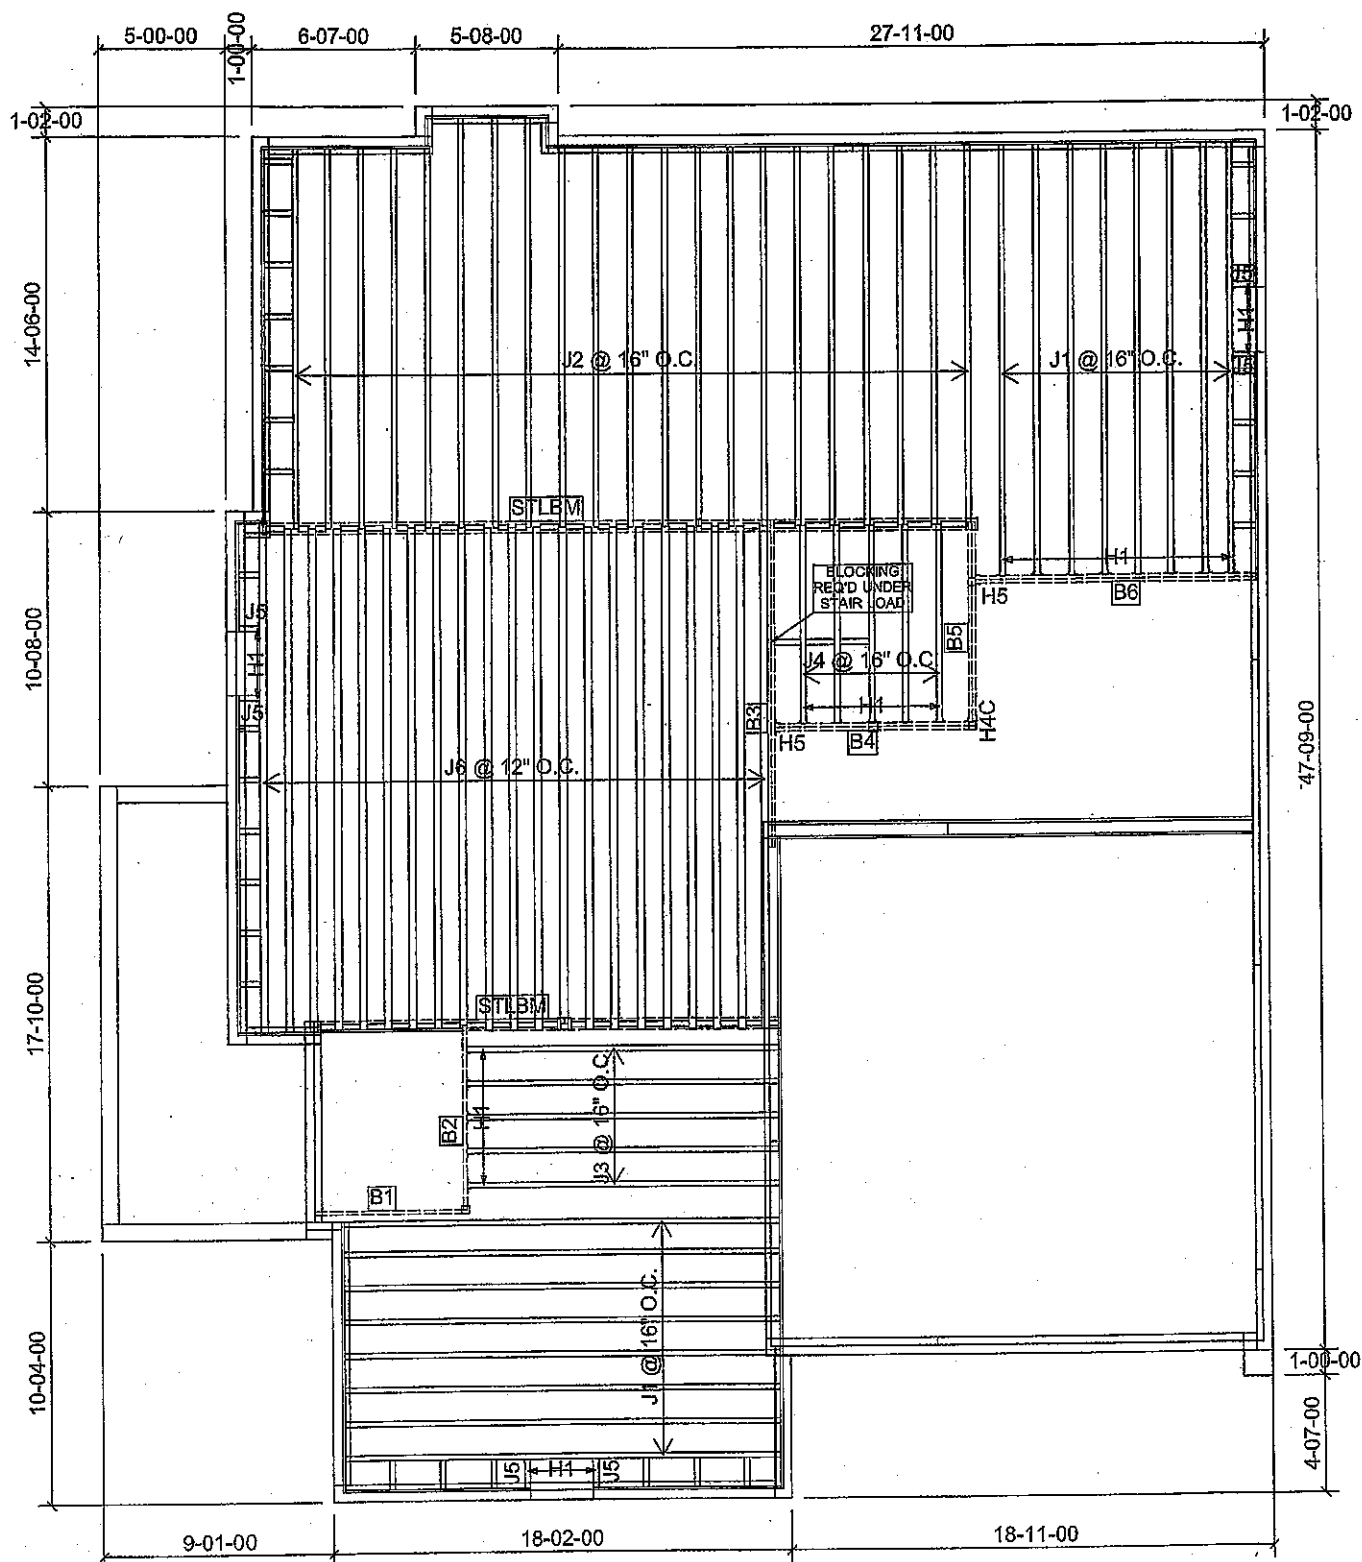 5-00-00
1-00-00
6-07-00
5-08-00
27-11-00
1-02-00
1-02-00
14-06-00
J5
H1
J5
J2 @ 16" O.C.
J1 @ 16" O.C.
STLBM
H1
BLOCKING
REQ'D UNDER
STAIR LOAD
H5
B6
J5
H1
J5
10-08-00
B5
J4 @ 16" O.C.
H1
B3
H5
B4
H4C
J6 @ 12" O.C.
47-09-00
17-10-00
STLBM
H1
J3 @ 16" O.C.
B2
B1
J1 @ 16" O.C.
10-04-00
1-00-00
4-07-00
J5
H1
J5
9-01-00
18-02-00
18-11-00